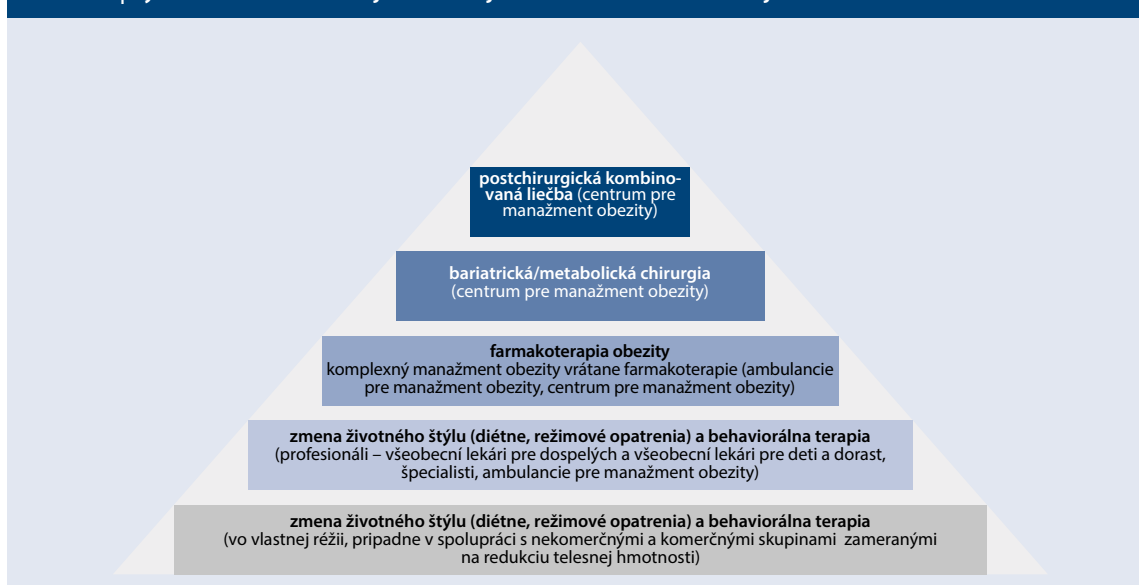 postchirurgická kombino-
vaná liečba (centrum pre
manažment obezity)
bariatrická/metabolická chirurgia
(centrum pre manažment obezity)
farmakoterapia obezity
komplexný manažment obezity vrátane farmakoterapie (ambulancie
pre manažment obezity, centrum pre manažment obezity)
zmena životného štýlu (diétne, režimové opatrenia) a behaviorálna terapia
(profesionáli – všeobecní lekári pre dospelých a všeobecní lekári pre deti a dorast,
špecialisti, ambulancie pre manažment obezity)
zmena životného štýlu (diétne, režimové opatrenia) a behaviorálna terapia
(vo vlastnej réžii, pripadne v spolupráci s nekomerčnými a komerčnými skupinami zameranými
na redukciu telesnej hmotnosti)